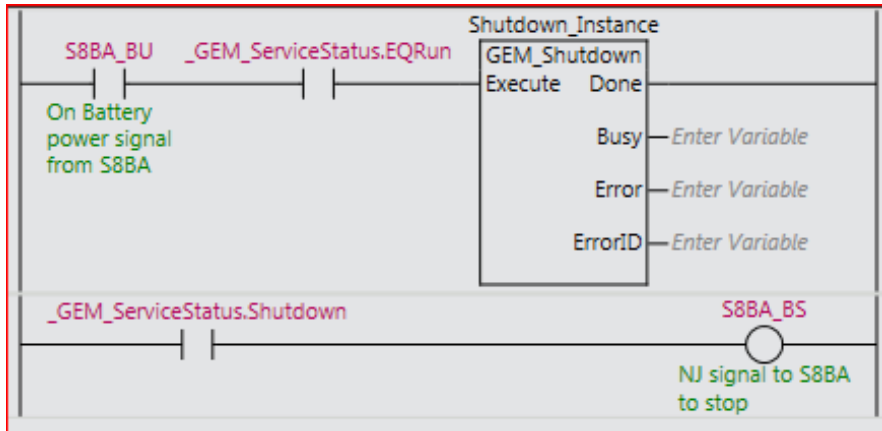 Shutdown_Instance
S8BA_BU _GEM_ServiceStatus.EQRun GEM_Shutdown
Execute Done
On Battery
power signal
from S8BA
Busy Enter Variable
Error Enter Variable
ErrorID Enter Variable
_GEM_ServiceStatus.Shutdown S8BA_BS
NJ signal to S8BA
to stop